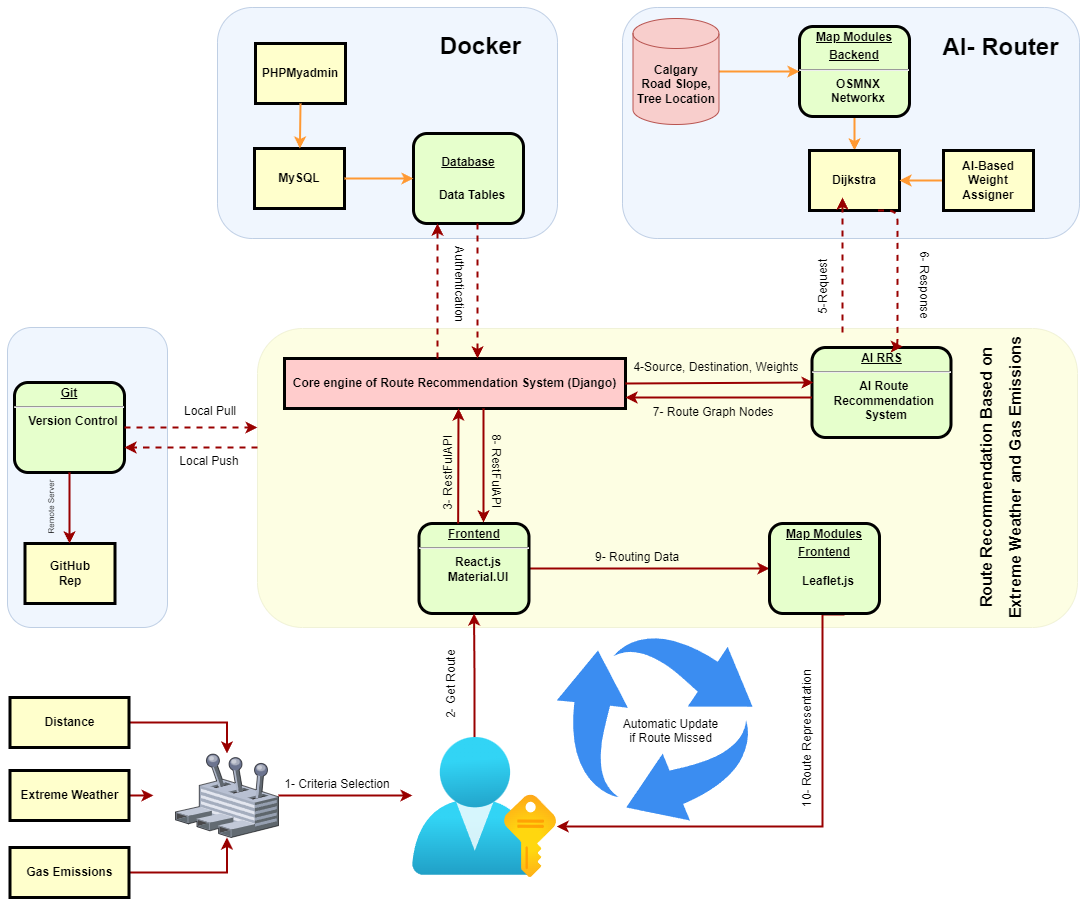 Docker
PHPMyadmin
MySQL
Database
Data Tables
AI- Router
Calgary
Road Slope,
Tree Location
Map Modules
Backend
OSMNX
Networkx
Dijkstra
AI-Based
Weight
Assigner
Authentication
5-Request
6- Response
Git
Version Control
Local Pull
Local Push
Remote Server
GitHub
Rep
Core engine of Route Recommendation System (Django)
4-Source, Destination, Weights
7- Route Graph Nodes
AI RRS
AI Route
Recommendation
System
Route Recommendation Based on
Extreme Weather and Gas Emissions
3- RestFulAPI
8- RestFulAPI
Frontend
React.js
Material.UI
9- Routing Data
Map Modules
Frontend
Leaflet.js
2- Get Route
Automatic Update
if Route Missed
10- Route Representation
Distance
Extreme Weather
Gas Emissions
1- Criteria Selection